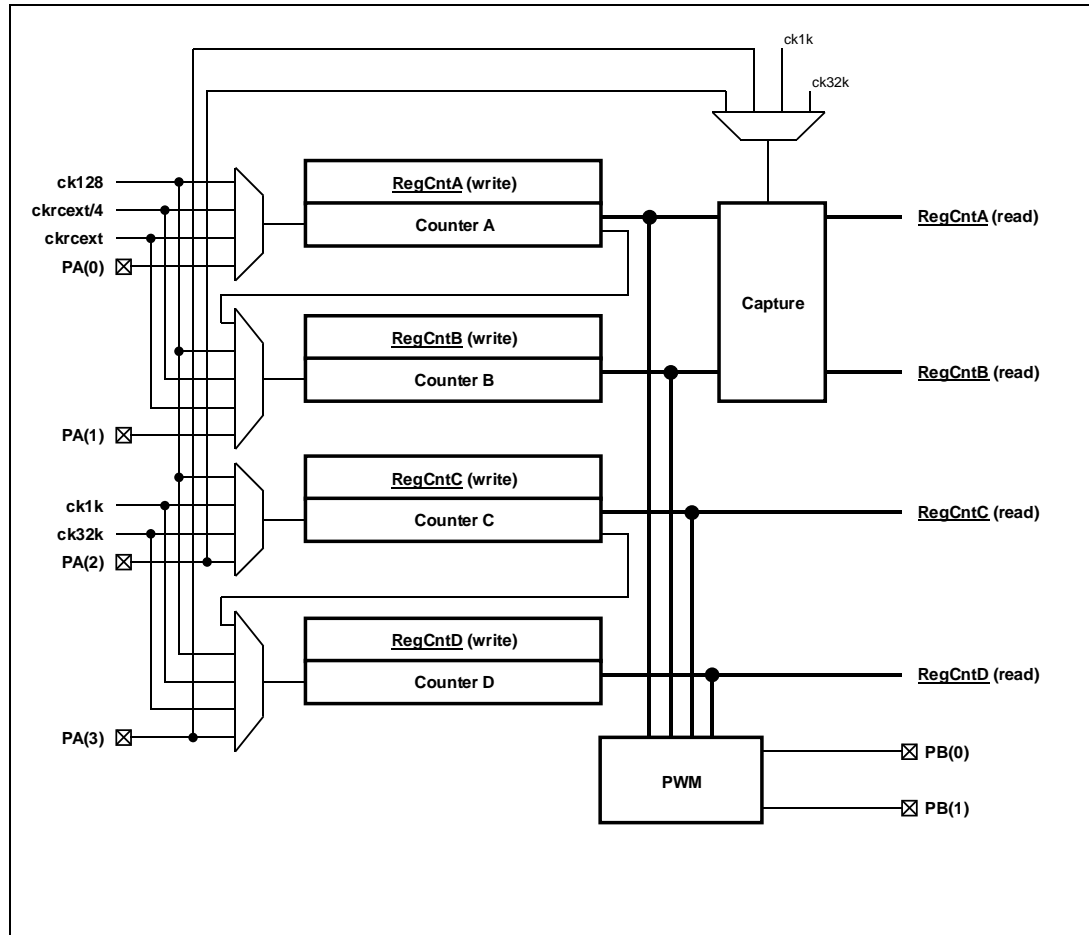 ck1k
ck32k
ck128
ckrcext/4
ckrcext
PA(0)
RegCntA (write)
Counter A
RegCntA (read)
Capture
RegCntB (write)
Counter B
RegCntB (read)
PA(1)
ck1k
ck32k
PA(2)
RegCntC (write)
Counter C
RegCntC (read)
RegCntD (write)
Counter D
RegCntD (read)
PA(3)
PWM
PB(0)
PB(1)